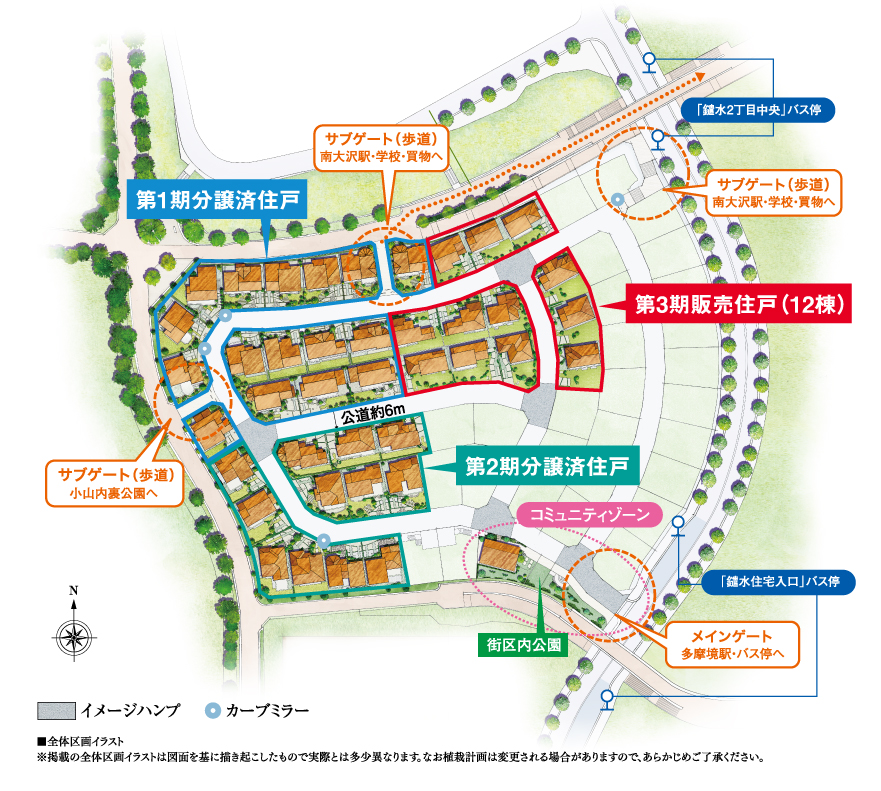 「鑓水2丁目中央」バス停
サブゲート（歩道）
南大沢駅・学校・買物へ
サブゲート（歩道）
南大沢駅・学校・買物へ
第1期分譲済住戸
第3期販売住戸（12棟）
公道約6m
第2期分譲済住戸
サブゲート（歩道）
小山内裏公園へ
コミュニティゾーン
「鑓水住宅入口」バス停
街区内公園
メインゲート
多摩境駅・バス停へ
N
イメージハンプ
カーブミラー
■全体区画イラスト
※掲載の全体区画イラストは図面を基に描き起こしたもので実際とは多少異なります。なお植栽計画は変更される場合がありますので、あらかじめご了承ください。